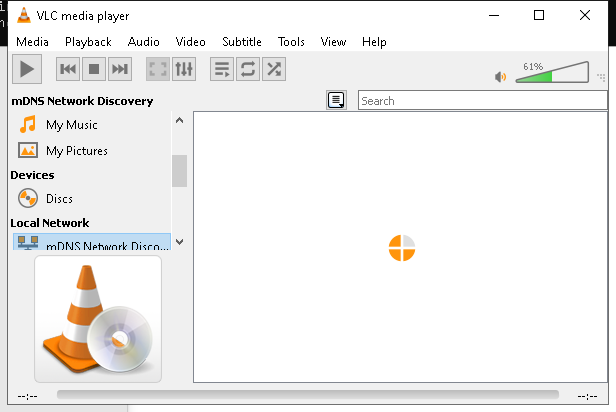 VLC media player
Media Playback Audio Video Subtitle Tools View Help
61%
mDNS Network Discovery
Search
My Music
My Pictures
Devices
Discs
Local Network
mDNS Network Disco...
--:-- --:--